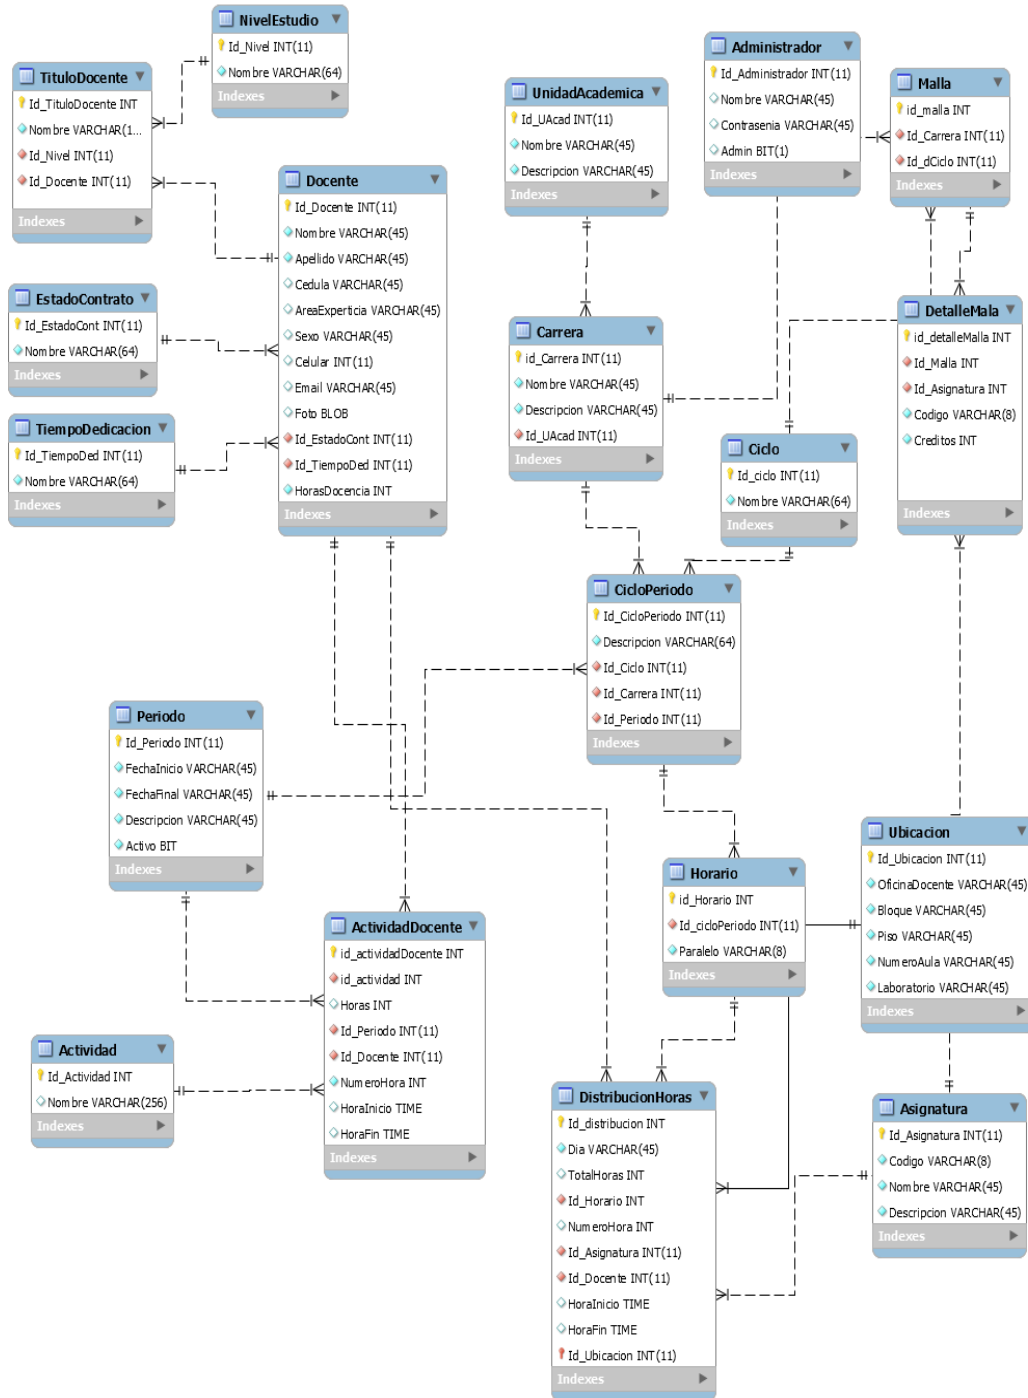 NivelEstudio
Id_Nivel INT(11)
Nombre VARCHAR(64)
Indexes
TituloDocente
Id_TituloDocente INT
Nombre VARCHAR(1...
Id_Nivel INT(11)
Id_Docente INT(11)
Indexes
Administrador
Id_Administrador INT(11)
Nombre VARCHAR(45)
Contrasenia VARCHAR(45)
Admin BIT(1)
Indexes
UnidadAcademica
Id_UAcad INT(11)
Nombre VARCHAR(45)
Descripcion VARCHAR(45)
Indexes
Malla
id_malla INT
Id_Carrera INT(11)
Id_dCiclo INT(11)
Indexes
Docente
Id_Docente INT(11)
Nombre VARCHAR(45)
Apellido VARCHAR(45)
Cedula VARCHAR(45)
AreaExperticia VARCHAR(45)
Sexo VARCHAR(45)
Celular INT(11)
Email VARCHAR(45)
Foto BLOB
Id_EstadoCont INT(11)
Id_TiempoDed INT(11)
HorasDocencia INT
Indexes
EstadoContrato
Id_EstadoCont INT(11)
Nombre VARCHAR(64)
Indexes
TiempoDedicacion
Id_TiempoDed INT(11)
Nombre VARCHAR(64)
Indexes
Carrera
id_Carrera INT(11)
Nombre VARCHAR(45)
Descripcion VARCHAR(45)
Id_UAcad INT(11)
Indexes
DetalleMala
id_detalleMalla INT
Id_Malla INT
Id_Asignatura INT
Codigo VARCHAR(8)
Creditos INT
Indexes
Ciclo
Id_ciclo INT(11)
Nombre VARCHAR(64)
Indexes
CicloPeriodo
Id_CicloPeriodo INT(11)
Descripcion VARCHAR(64)
Id_Ciclo INT(11)
Id_Carrera INT(11)
Id_Periodo INT(11)
Indexes
Periodo
Id_Periodo INT(11)
FechaInicio VARCHAR(45)
FechaFinal VARCHAR(45)
Descripcion VARCHAR(45)
Activo BIT
Indexes
Ubicacion
Id_Ubicacion INT(11)
OficinaDocente VARCHAR(45)
Bloque VARCHAR(45)
Piso VARCHAR(45)
NumeroAula VARCHAR(45)
Laboratorio VARCHAR(45)
Indexes
Horario
id_Horario INT
Id_cicloPeriodo INT(11)
Paralelo VARCHAR(8)
Indexes
ActividadDocente
id_actividadDocente INT
id_actividad INT
Horas INT
Id_Periodo INT(11)
Id_Docente INT(11)
NumeroHora INT
HoraInicio TIME
HoraFin TIME
Indexes
Actividad
Id_Actividad INT
Nombre VARCHAR(256)
Indexes
DistribucionHoras
Id_distribucion INT
Dia VARCHAR(45)
TotalHoras INT
Id_Horario INT
NumeroHora INT
Id_Asignatura INT(11)
Id_Docente INT(11)
HoraInicio TIME
HoraFin TIME
Id_Ubicacion INT(11)
Indexes
Asignatura
Id_Asignatura INT(11)
Codigo VARCHAR(8)
Nombre VARCHAR(45)
Descripcion VARCHAR(45)
Indexes